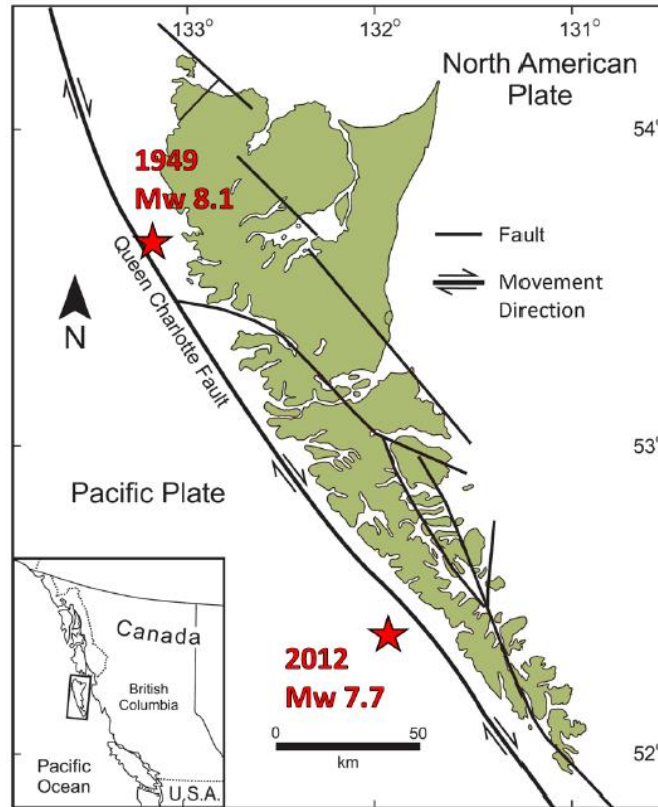 133°
132°
131°
North American
Plate
54°
1949
Mw 8.1
Fault
Movement
Direction
Queen Charlotte Fault
N
53°
Pacific Plate
2012
Mw 7.7
0 50
km
52°
Canada
British
Columbia
Pacific
Ocean
U.S.A.